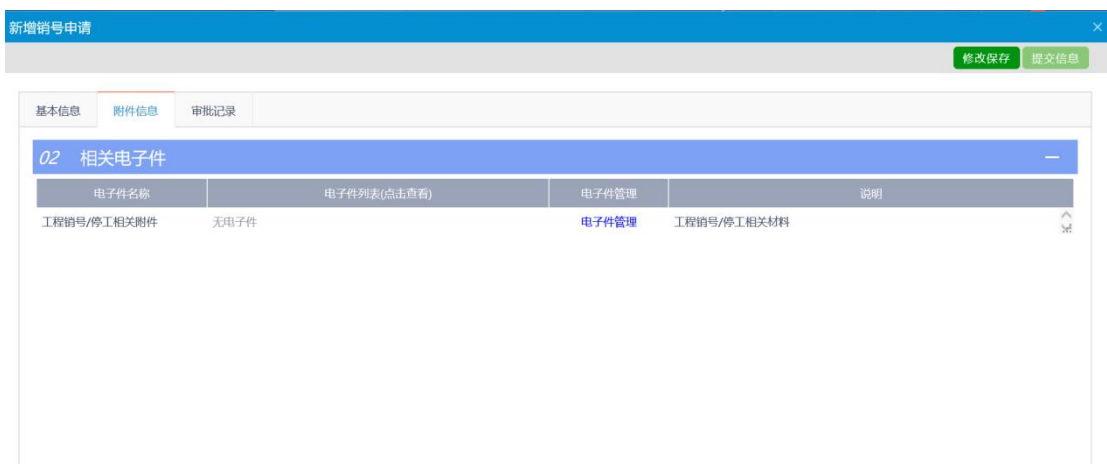 新增销号申请
修改保存 提交信息
基本信息 附件信息 审批记录
02 相关电子件
电子件名称 电子件列表(点击查看) 电子件管理 说明
工程销号/停工相关附件 无电子件 电子件管理 工程销号/停工相关材料